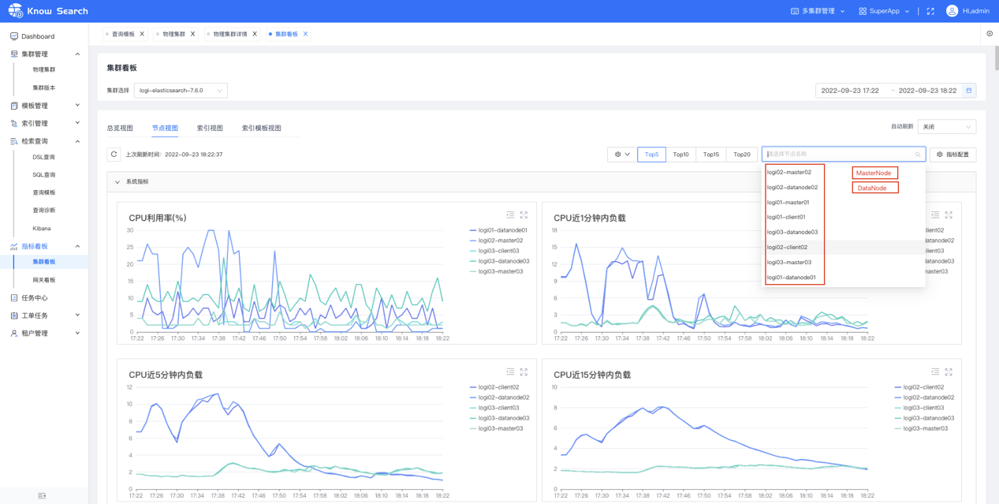 Know Search
多集群管理
SuperApp
Hi,admin
Dashboard
集群管理
物理集群
集群版本
模板管理
索引管理
检索查询
DSL查询
SQL查询
查询模板
查询诊断
Kibana
指标看板
集群看板
网关看板
任务中心
工单任务
租户管理
查询模板 X
物理集群 X
物理集群详情 X
集群看板 X
集群看板
集群选择
logi-elasticsearch-7.6.0
2022-09-23 17:22 ~ 2022-09-23 18:22
总览视图
节点视图
索引视图
索引模板视图
自动刷新
关闭
上次刷新时间: 2022-09-23 18:22:37
Top5
Top10
Top15
Top20
请选择节点名称
指标配置
logi02-master02
logi02-datanode02
logi01-master01
logi01-client01
logi03-datanode03
logi02-client02
logi03-master03
logi01-datanode01
MasterNode
DataNode
系统指标
CPU利用率(%)
30
25
20
15
10
5
0
17:22 17:26 17:30 17:34 17:38 17:42 17:46 17:50 17:54 17:58 18:02 18:06 18:10 18:14 18:18 18:22
logi01-datanode01
logi02-master02
logi03-client03
logi03-datanode03
logi03-master03
CPU近1分钟内负载
18
15
12
9
6
3
0
17:22 17:26 17:30 17:34 17:38 17:42 17:46 17:50 17:54 17:58 18:02 18:06 18:10 18:14 18:18 18:22
client02
datanode02
client03
datanode03
master03
CPU近5分钟内负载
12
10
8
6
4
2
0
17:22 17:26 17:30 17:34 17:38 17:42 17:46 17:50 17:54 17:58 18:02 18:06 18:10 18:14 18:18 18:22
logi02-client02
logi02-datanode02
logi03-client03
logi03-datanode03
logi03-master03
CPU近15分钟内负载
10
8
6
4
2
0
17:22 17:26 17:30 17:34 17:38 17:42 17:46 17:50 17:54 17:58 18:02 18:06 18:10 18:14 18:18 18:22
logi02-client02
logi02-datanode02
logi03-client03
logi03-datanode03
logi03-master03